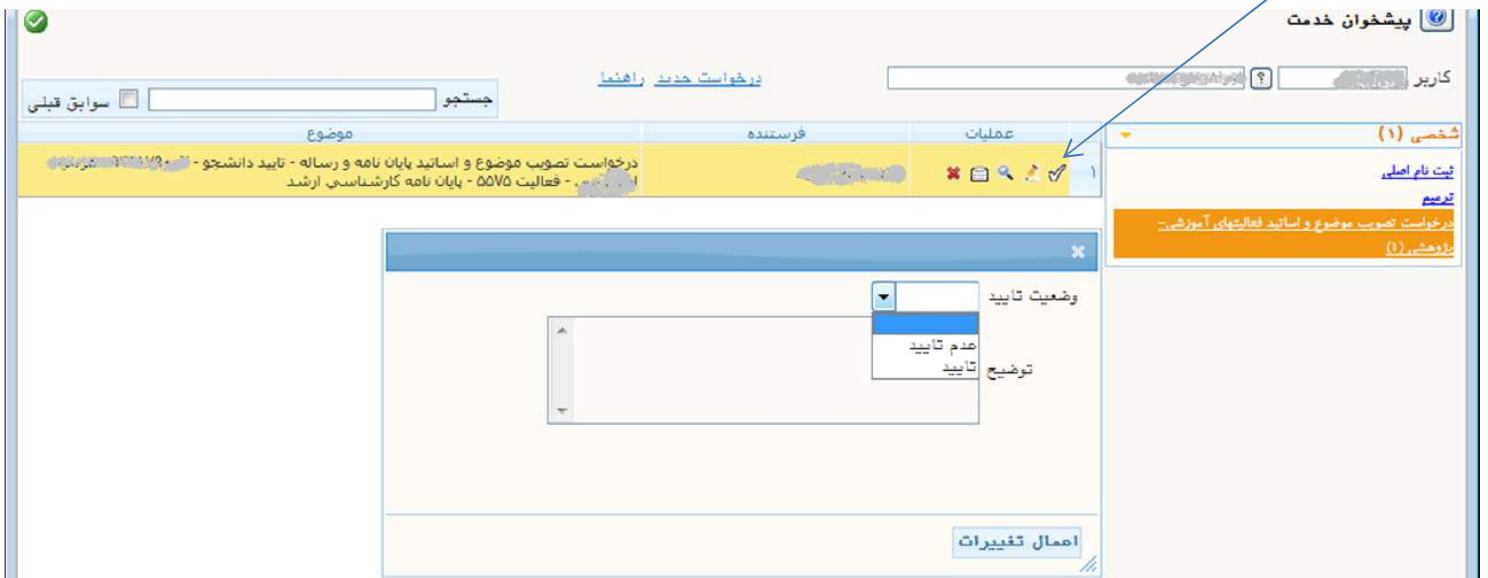 پیشخوان خدمت
کاربر
درخواست جدید راهنما
جستجو
سوابق قبلی
شخصی (۱)
ثبت نام اصلی
ترمیم
درخواست تصویب موضوع و اساتید فعالیتهای آموزشی-
پژوهشی (۱)
عملیات فرستنده موضوع
۱ درخواست تصویب موضوع و اساتید پایان نامه و رساله - تایید دانشجو -
- فعالیت ۵۵۷۵ - پایان نامه کارشناسی ارشد
وضعیت تایید
عدم تایید
تایید
توضیح
اعمال تغییرات